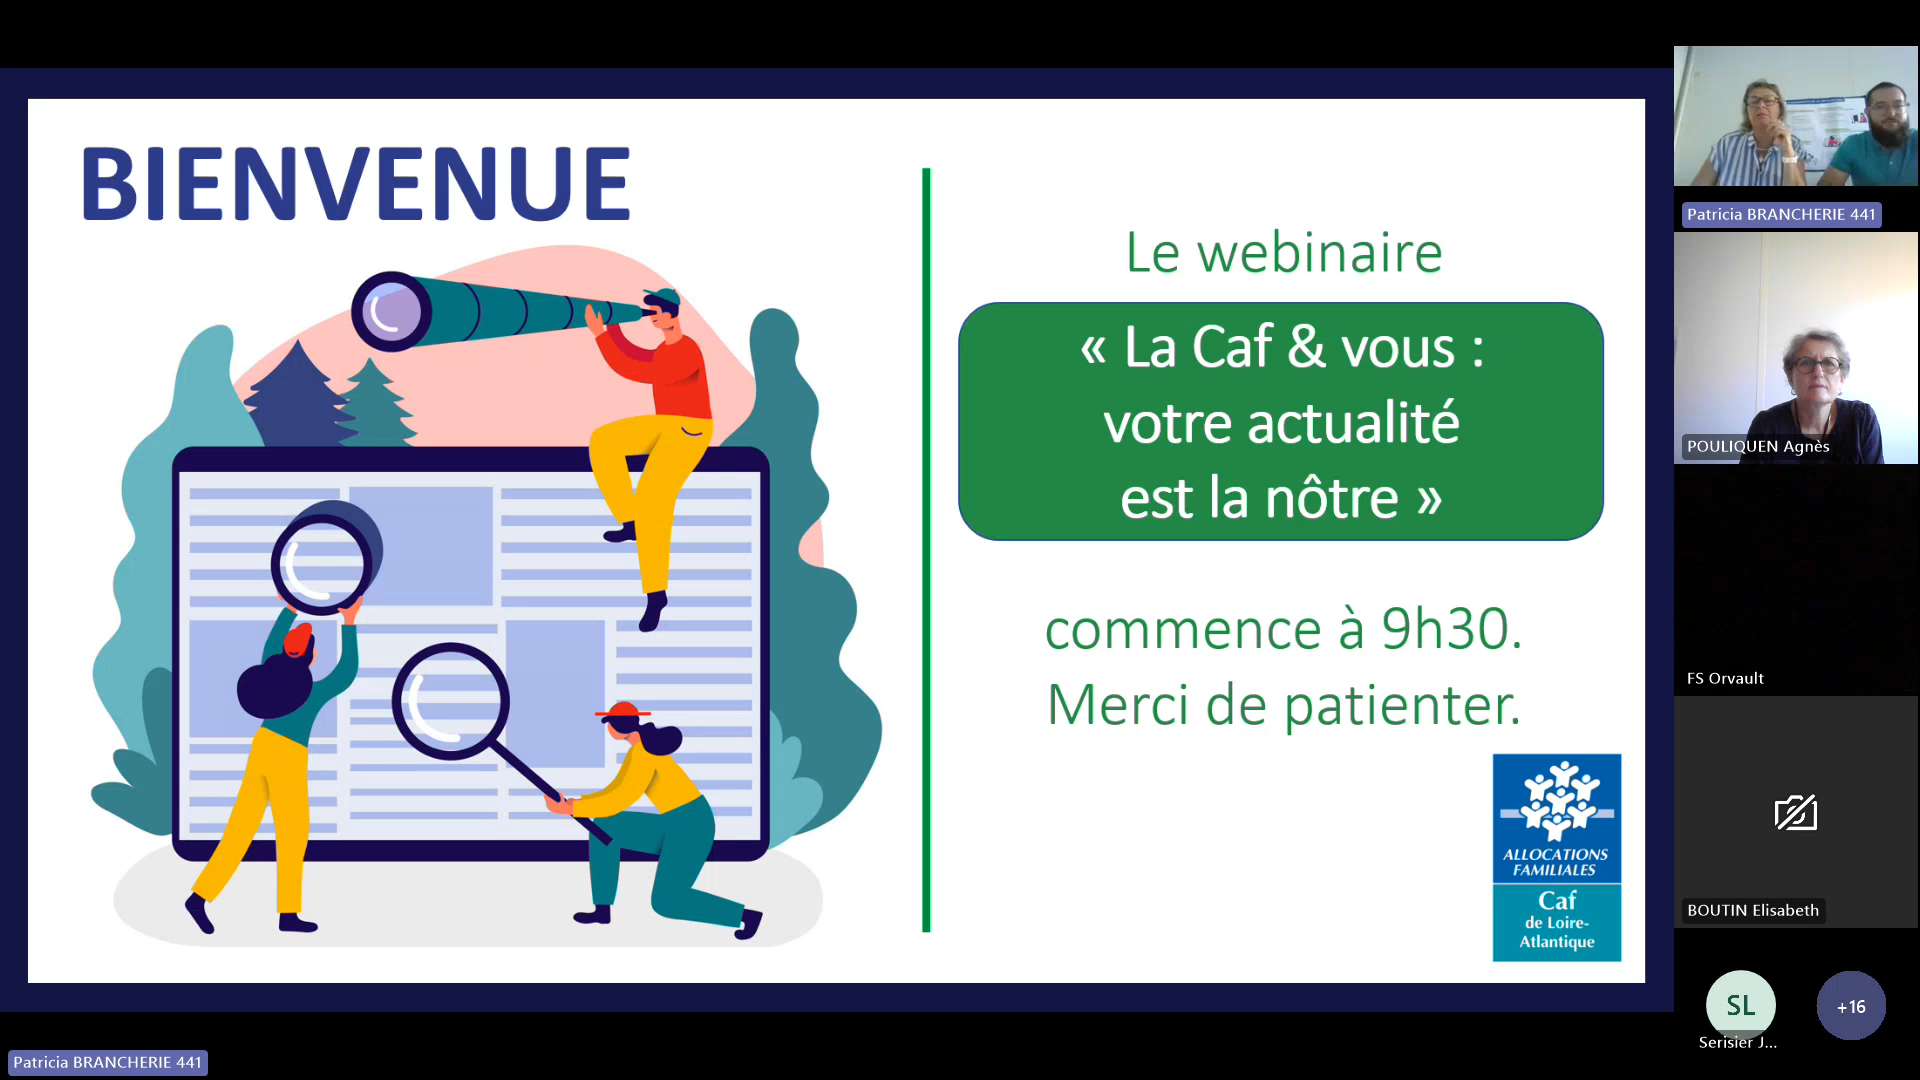 BIENVENUE
Le webinaire
« La Caf & vous :
votre actualité
est la nôtre »
commence à 9h30.
Merci de patienter.
ALLOCATIONS
FAMILIALES
Caf
de Loire-
Atlantique
Patricia BRANCHERIE 441
POULIQUEN Agnès
FS Orvault
BOUTIN Elisabeth
SL
Serisier J...
+16
Patricia BRANCHERIE 441